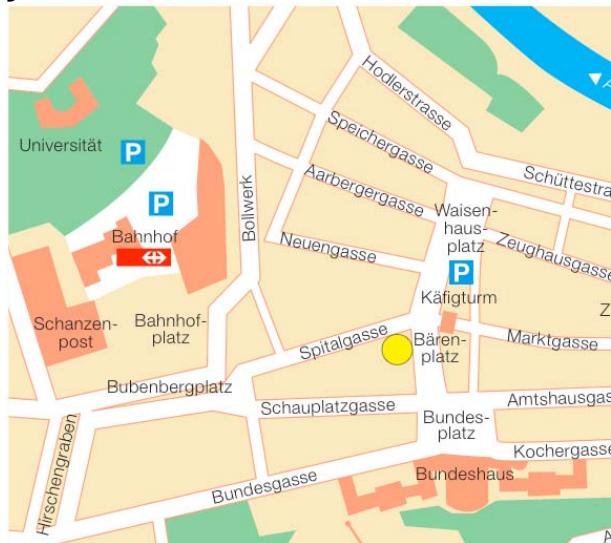 Hodlerstrasse
Speichergasse
Schüttestra
Universität
P
Aarbergergasse
P
Waisen-
haus-
platz
Bollwerk
Zeughausgasse
Bahnhof
Neuengasse
P
Käfigturm
Z
Schanzen-
post
Bahnhof-
platz
Spitalgasse
Bären-
platz
Marktgasse
Bubenbergplatz
Schauplatzgasse
Amtshausgass
Bundes-
platz
Hirschengraben
Bundesgasse
Kochergasse
Bundeshaus